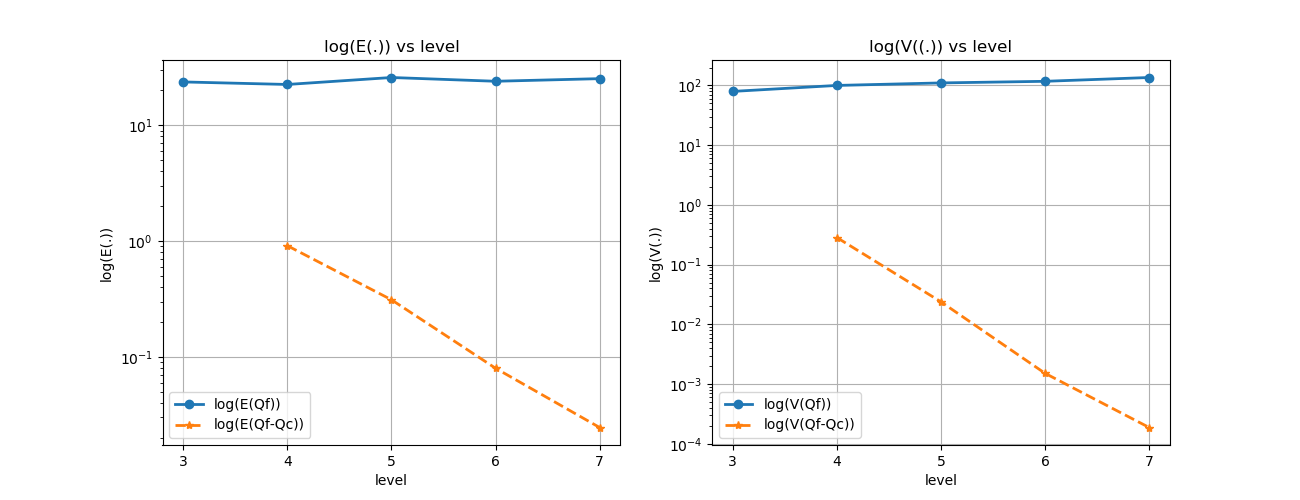 log(E(.)) vs level
log(E(.))
10^1
10^0
10^-1
3 4 5 6 7
level
log(E(Qf))
log(E(Qf-Qc))
log(V((.)) vs level
log(V(.))
10^2
10^1
10^0
10^-1
10^-2
10^-3
10^-4
3 4 5 6 7
level
log(V(Qf))
log(V(Qf-Qc))